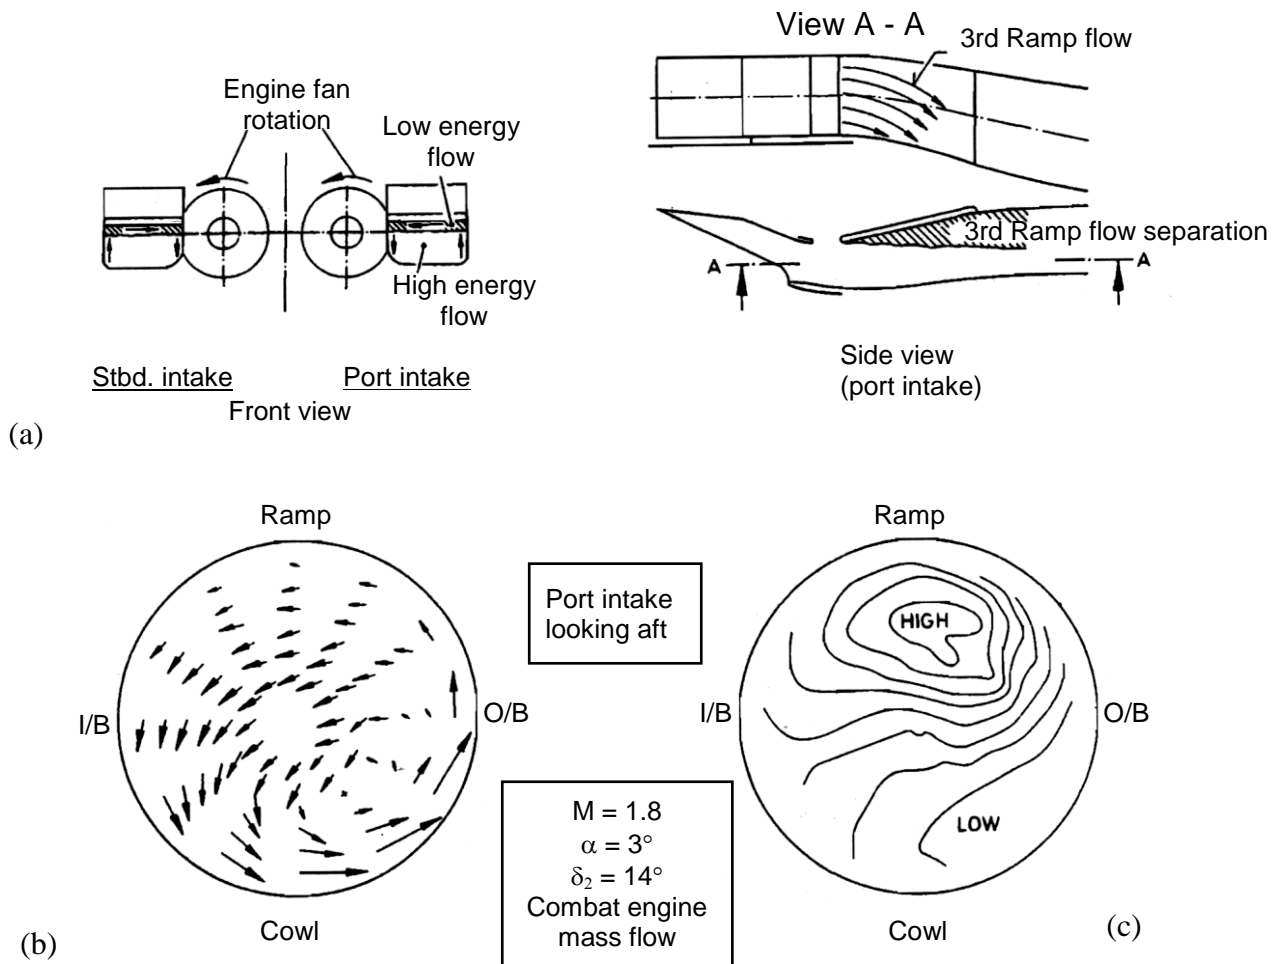 View A - A
3rd Ramp flow
Engine fan
rotation
Low energy
flow
High energy
flow
3rd Ramp flow separation
A
A
Stbd. intake
Port intake
Front view
Side view
(port intake)
(a)
Ramp
Ramp
Port intake
looking aft
HIGH
I/B
O/B
I/B
O/B
LOW
M = 1.8
α = 3°
δ2 = 14°
Combat engine
mass flow
Cowl
Cowl
(b)
(c)